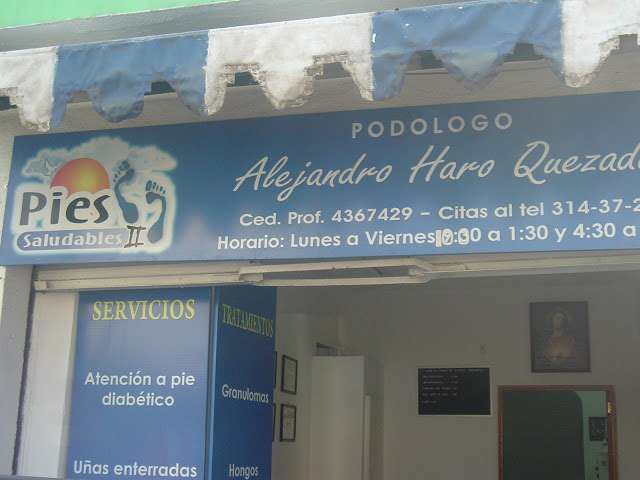 PODOLOGO
Alejandro Haro Quezad
Pies
Saludables II
Ced. Prof. 4367429 - Citas al tel 314-37-2
Horario: Lunes a Viernes :30 a 1:30 y 4:30 a
SERVICIOS
Atención a pie
diabético
Uñas enterradas
TRATAMIENTOS
Granulomas
Hongos